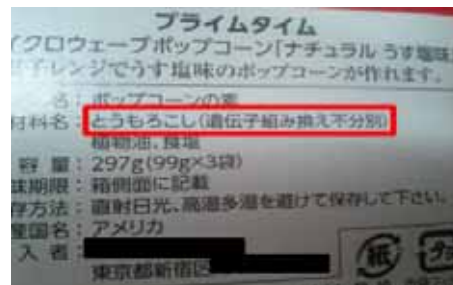 プライムタイム
イクロウェーブポップコーン「ナチュラル うす塩味
子レンジでうす塩味のポップコーンが作れます。
名：ポップコーンの素
材料名：とうもろこし(遺伝子組み換え不分別)
植物油、食塩
容 量：297g(99g×3袋)
味期限：箱側面に記載
存方法：直射日光、高温多湿を避けて保存して下さい。
産国名：アメリカ
入 者：
東京都新宿区
紙
プラ